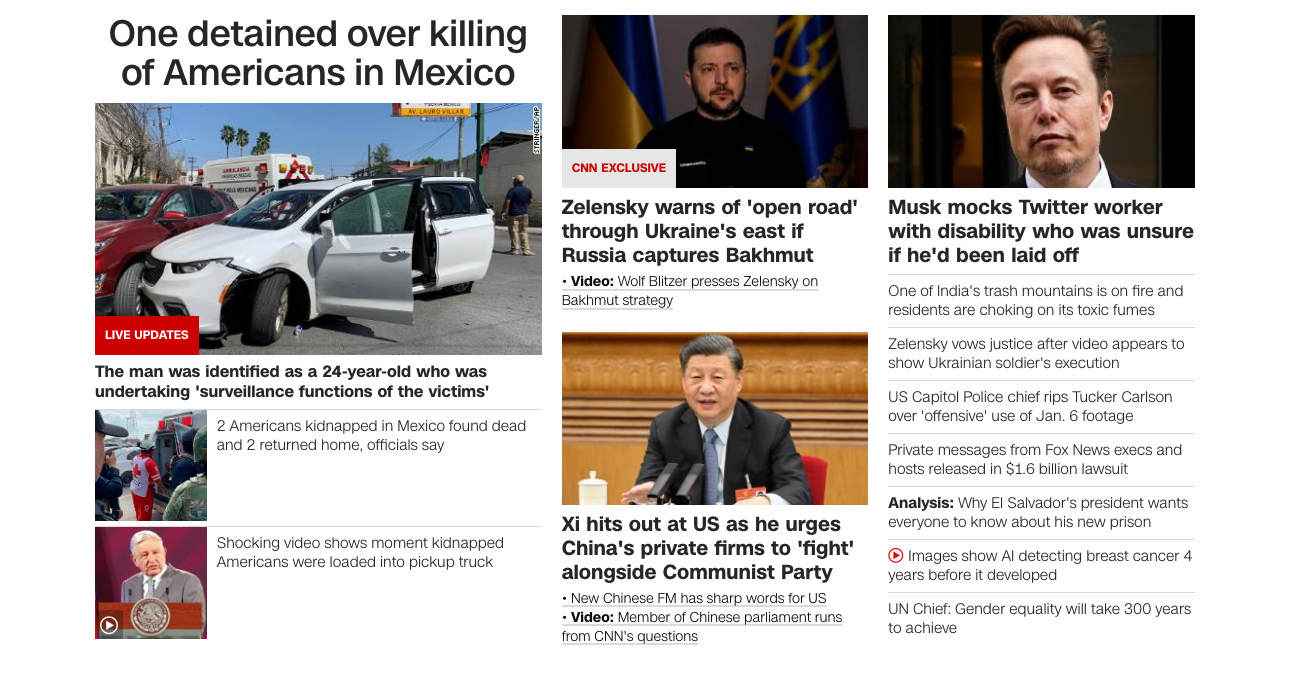 One detained over killing
of Americans in Mexico
AV. LAURO VILLAR
STRINGER/AP
AMBULANCIA
LIVE UPDATES
The man was identified as a 24-year-old who was
undertaking 'surveillance functions of the victims'
2 Americans kidnapped in Mexico found dead
and 2 returned home, officials say
Shocking video shows moment kidnapped
Americans were loaded into pickup truck
CNN EXCLUSIVE
Zelensky warns of 'open road'
through Ukraine's east if
Russia captures Bakhmut
• Video: Wolf Blitzer presses Zelensky on
Bakhmut strategy
Xi hits out at US as he urges
China's private firms to 'fight'
alongside Communist Party
• New Chinese FM has sharp words for US
• Video: Member of Chinese parliament runs
from CNN's questions
Musk mocks Twitter worker
with disability who was unsure
if he'd been laid off
One of India's trash mountains is on fire and
residents are choking on its toxic fumes
Zelensky vows justice after video appears to
show Ukrainian soldier's execution
US Capitol Police chief rips Tucker Carlson
over 'offensive' use of Jan. 6 footage
Private messages from Fox News execs and
hosts released in $1.6 billion lawsuit
Analysis: Why El Salvador's president wants
everyone to know about his new prison
Images show AI detecting breast cancer 4
years before it developed
UN Chief: Gender equality will take 300 years
to achieve